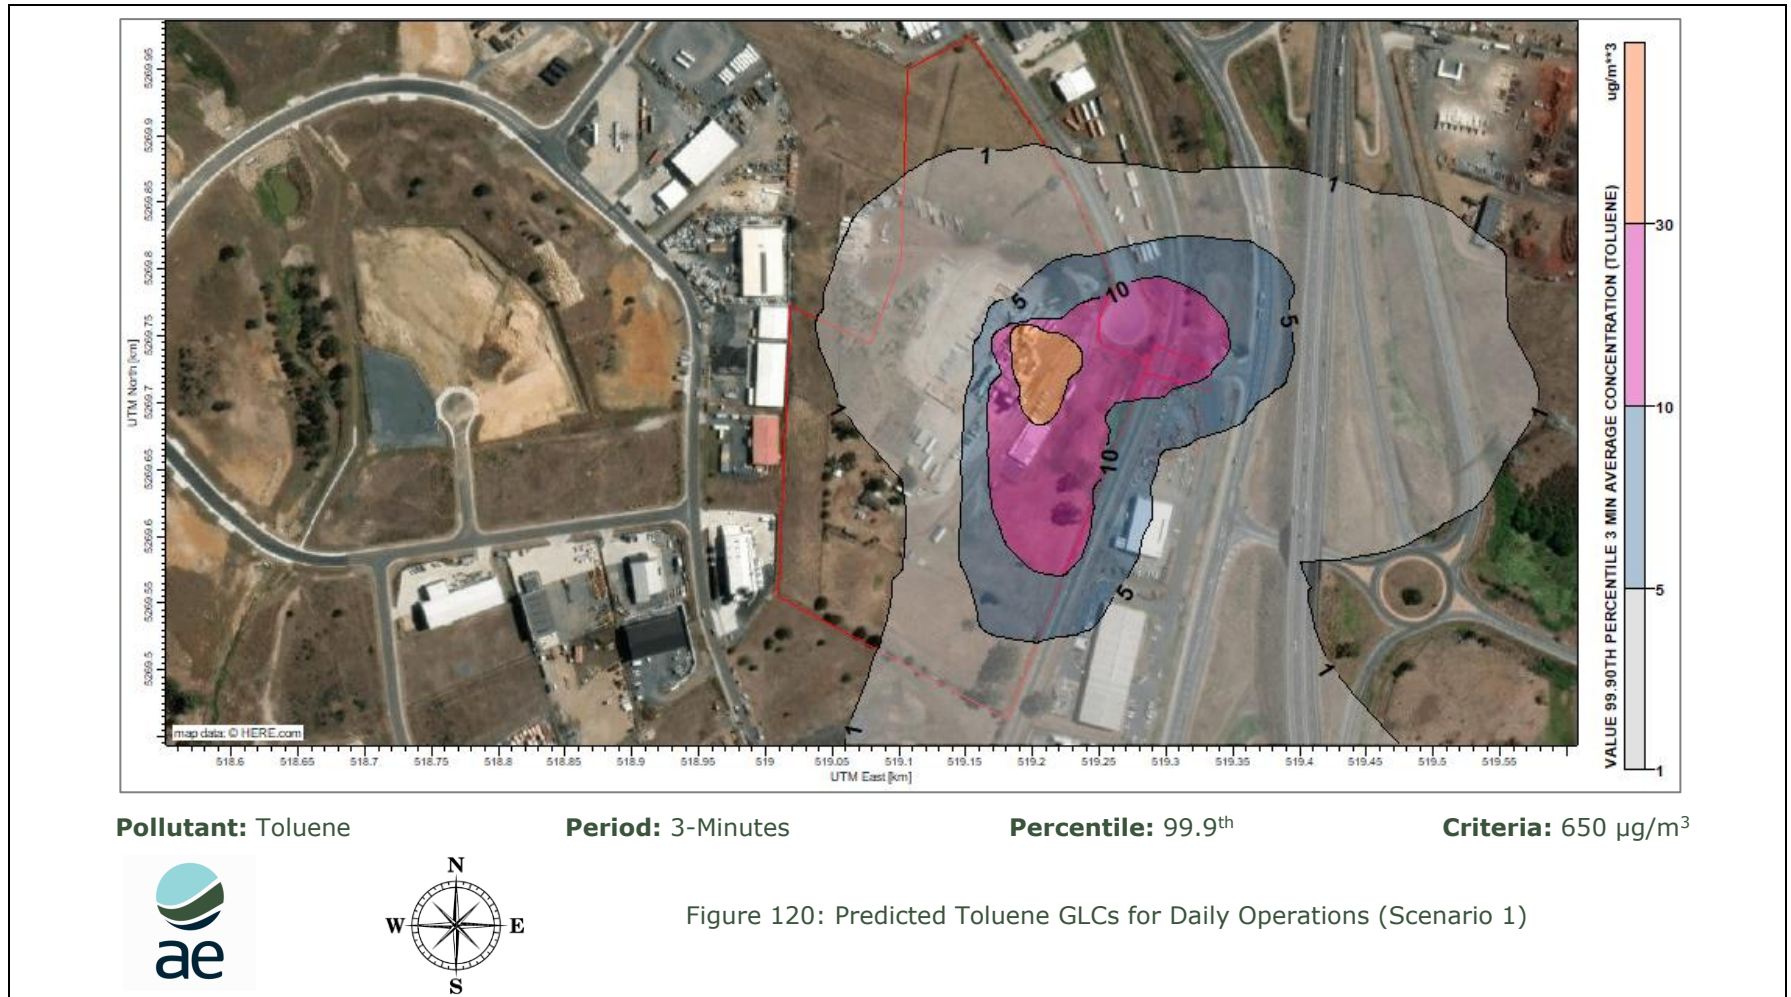 5269.95
5269.9
5269.85
5269.8
5269.75
5269.7
5269.65
5269.6
5269.55
5269.5
UTM North [km]
1
1
5
10
5
1
1
10
5
1
1
map data: © HERE.com
518.6 518.65 518.7 518.75 518.8 518.85 518.9 518.95 519 519.05 519.1 519.15 519.2 519.25 519.3 519.35 519.4 519.45 519.5 519.55
UTM East [km]
VALUE 99.90TH PERCENTILE 3 MIN AVERAGE CONCENTRATION (TOLUENE) ug/m**3
30
10
5
1
Pollutant: Toluene Period: 3-Minutes Percentile: 99.9th Criteria: 650 µg/m3
ae
N
W E
S
Figure 120: Predicted Toluene GLCs for Daily Operations (Scenario 1)